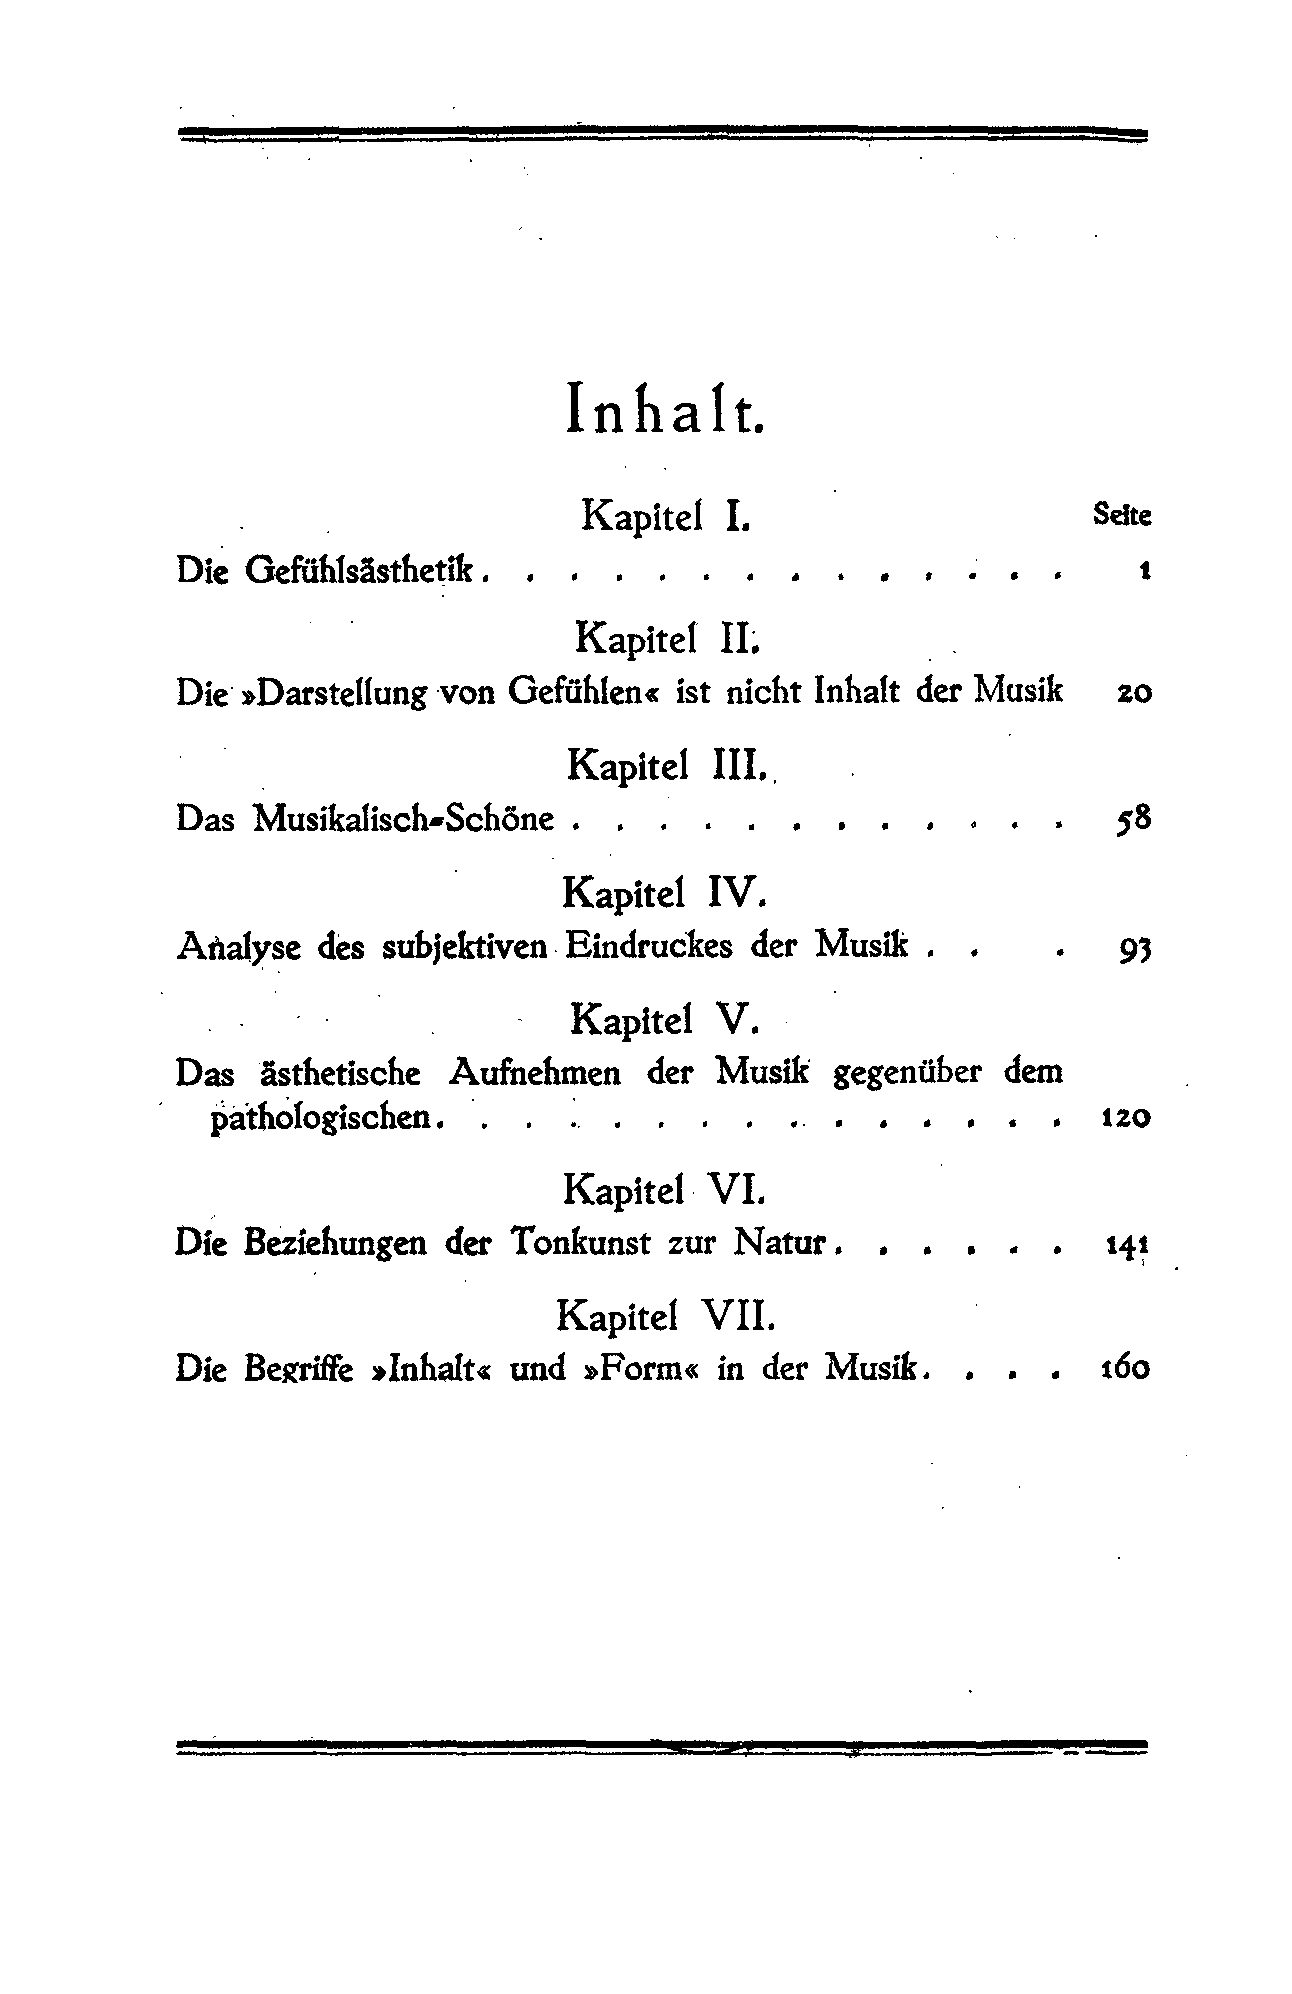 Inhalt.
Kapitel I. Seite
Die Gefühlsästhetik. . . . . . . . . . . . . . 1
Kapitel II.
Die »Darstellung von Gefühlen« ist nicht Inhalt der Musik 20
Kapitel III.
Das Musikalisch-Schöne . . . . . . . . . . . . 58
Kapitel IV.
Analyse des subjektiven Eindruckes der Musik . . . 93
Kapitel V.
Das ästhetische Aufnehmen der Musik gegenüber dem
pathologischen. . . . . . . . . . . . . . . 120
Kapitel VI.
Die Beziehungen der Tonkunst zur Natur. . . . . . 141
Kapitel VII.
Die Begriffe »Inhalt« und »Form« in der Musik. . . . 160